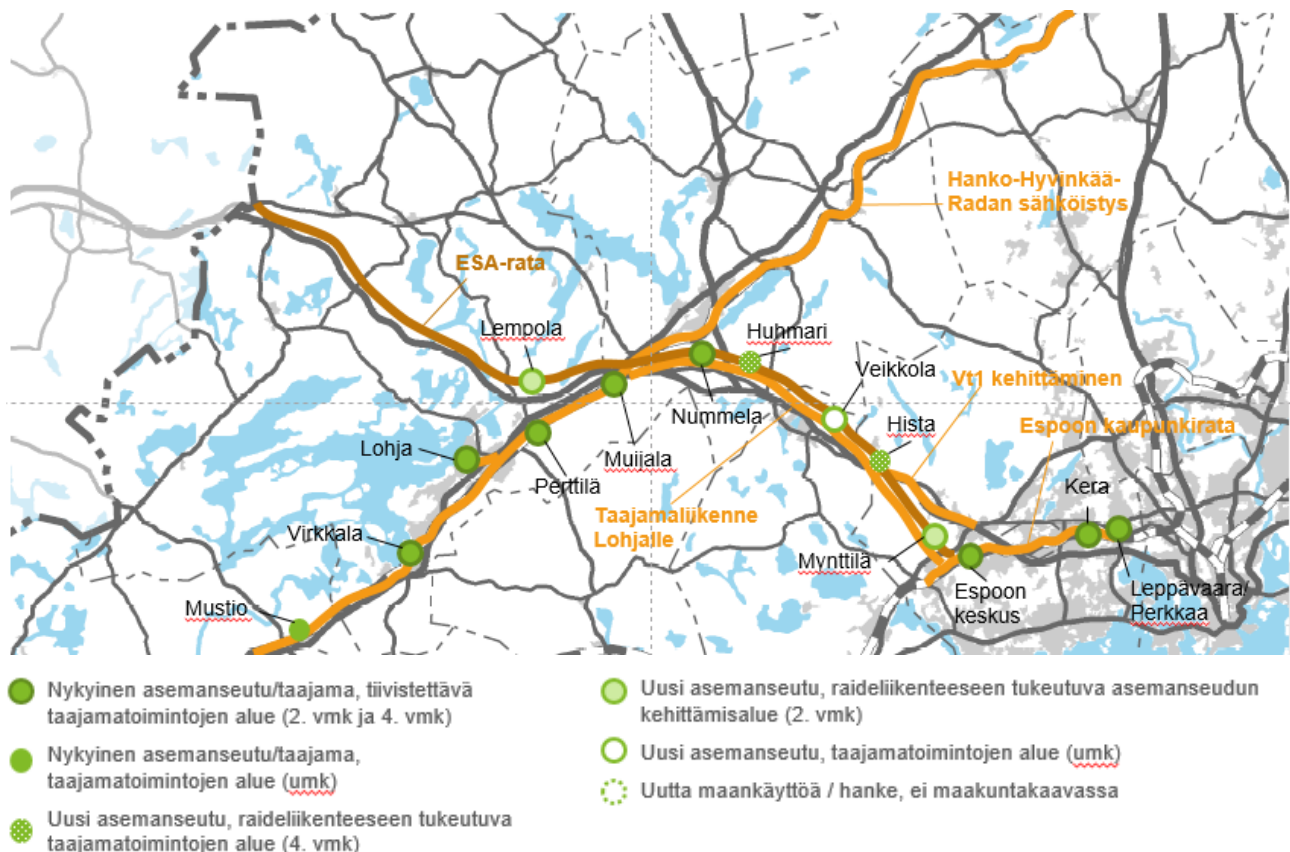 Hanko-Hyvinkää-
Radan sähköistys
ESA-rata
Lempola
Huhmari
Veikkola
Vt1 kehittäminen
Nummela
Hista
Espoon kaupunkirata
Lohja
Muijala
Perttilä
Kera
Taajamaliikenne
Lohjalle
Virkkala
Mynttilä
Espoon
keskus
Leppävaara/
Perkkaa
Mustio
Nykyinen asemanseutu/taajama, tiivistettävä
taajamatoimintojen alue (2. vmk ja 4. vmk)
Nykyinen asemanseutu/taajama,
taajamatoimintojen alue (umk)
Uusi asemanseutu, raideliikenteeseen tukeutuva
taajamatoimintojen alue (4. vmk)
Uusi asemanseutu, raideliikenteeseen tukeutuva asemanseudun
kehittämisalue (2. vmk)
Uusi asemanseutu, taajamatoimintojen alue (umk)
Uutta maankäyttöä / hanke, ei maakuntakaavassa